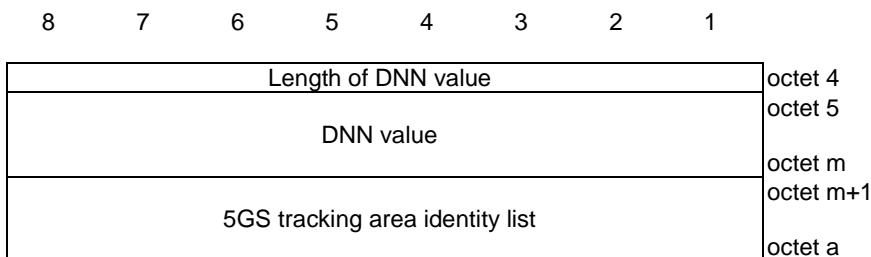 8 7 6 5 4 3 2 1
Length of DNN value octet 4
octet 5
DNN value
octet m
octet m+1
5GS tracking area identity list
octet a